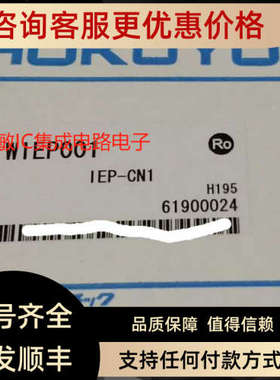 咨询客服更优惠价格
HOKUYO
IC集成电路电子
WIEP001
Ro
IEP-CN1
H195
61900024
号齐全
品质保障 值得信赖
发顺丰
支持任何付款方式